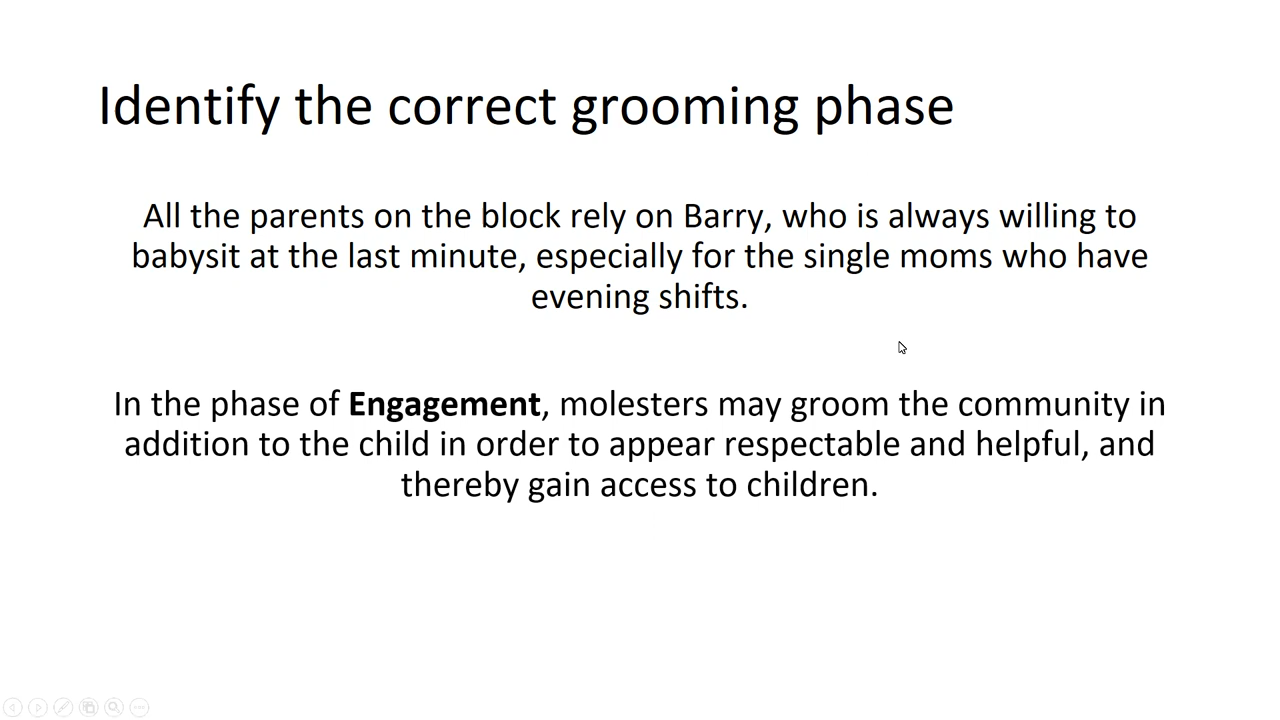 Identify the correct grooming phase
All the parents on the block rely on Barry, who is always willing to
babysit at the last minute, especially for the single moms who have
evening shifts.
In the phase of Engagement, molesters may groom the community in
addition to the child in order to appear respectable and helpful, and
thereby gain access to children.